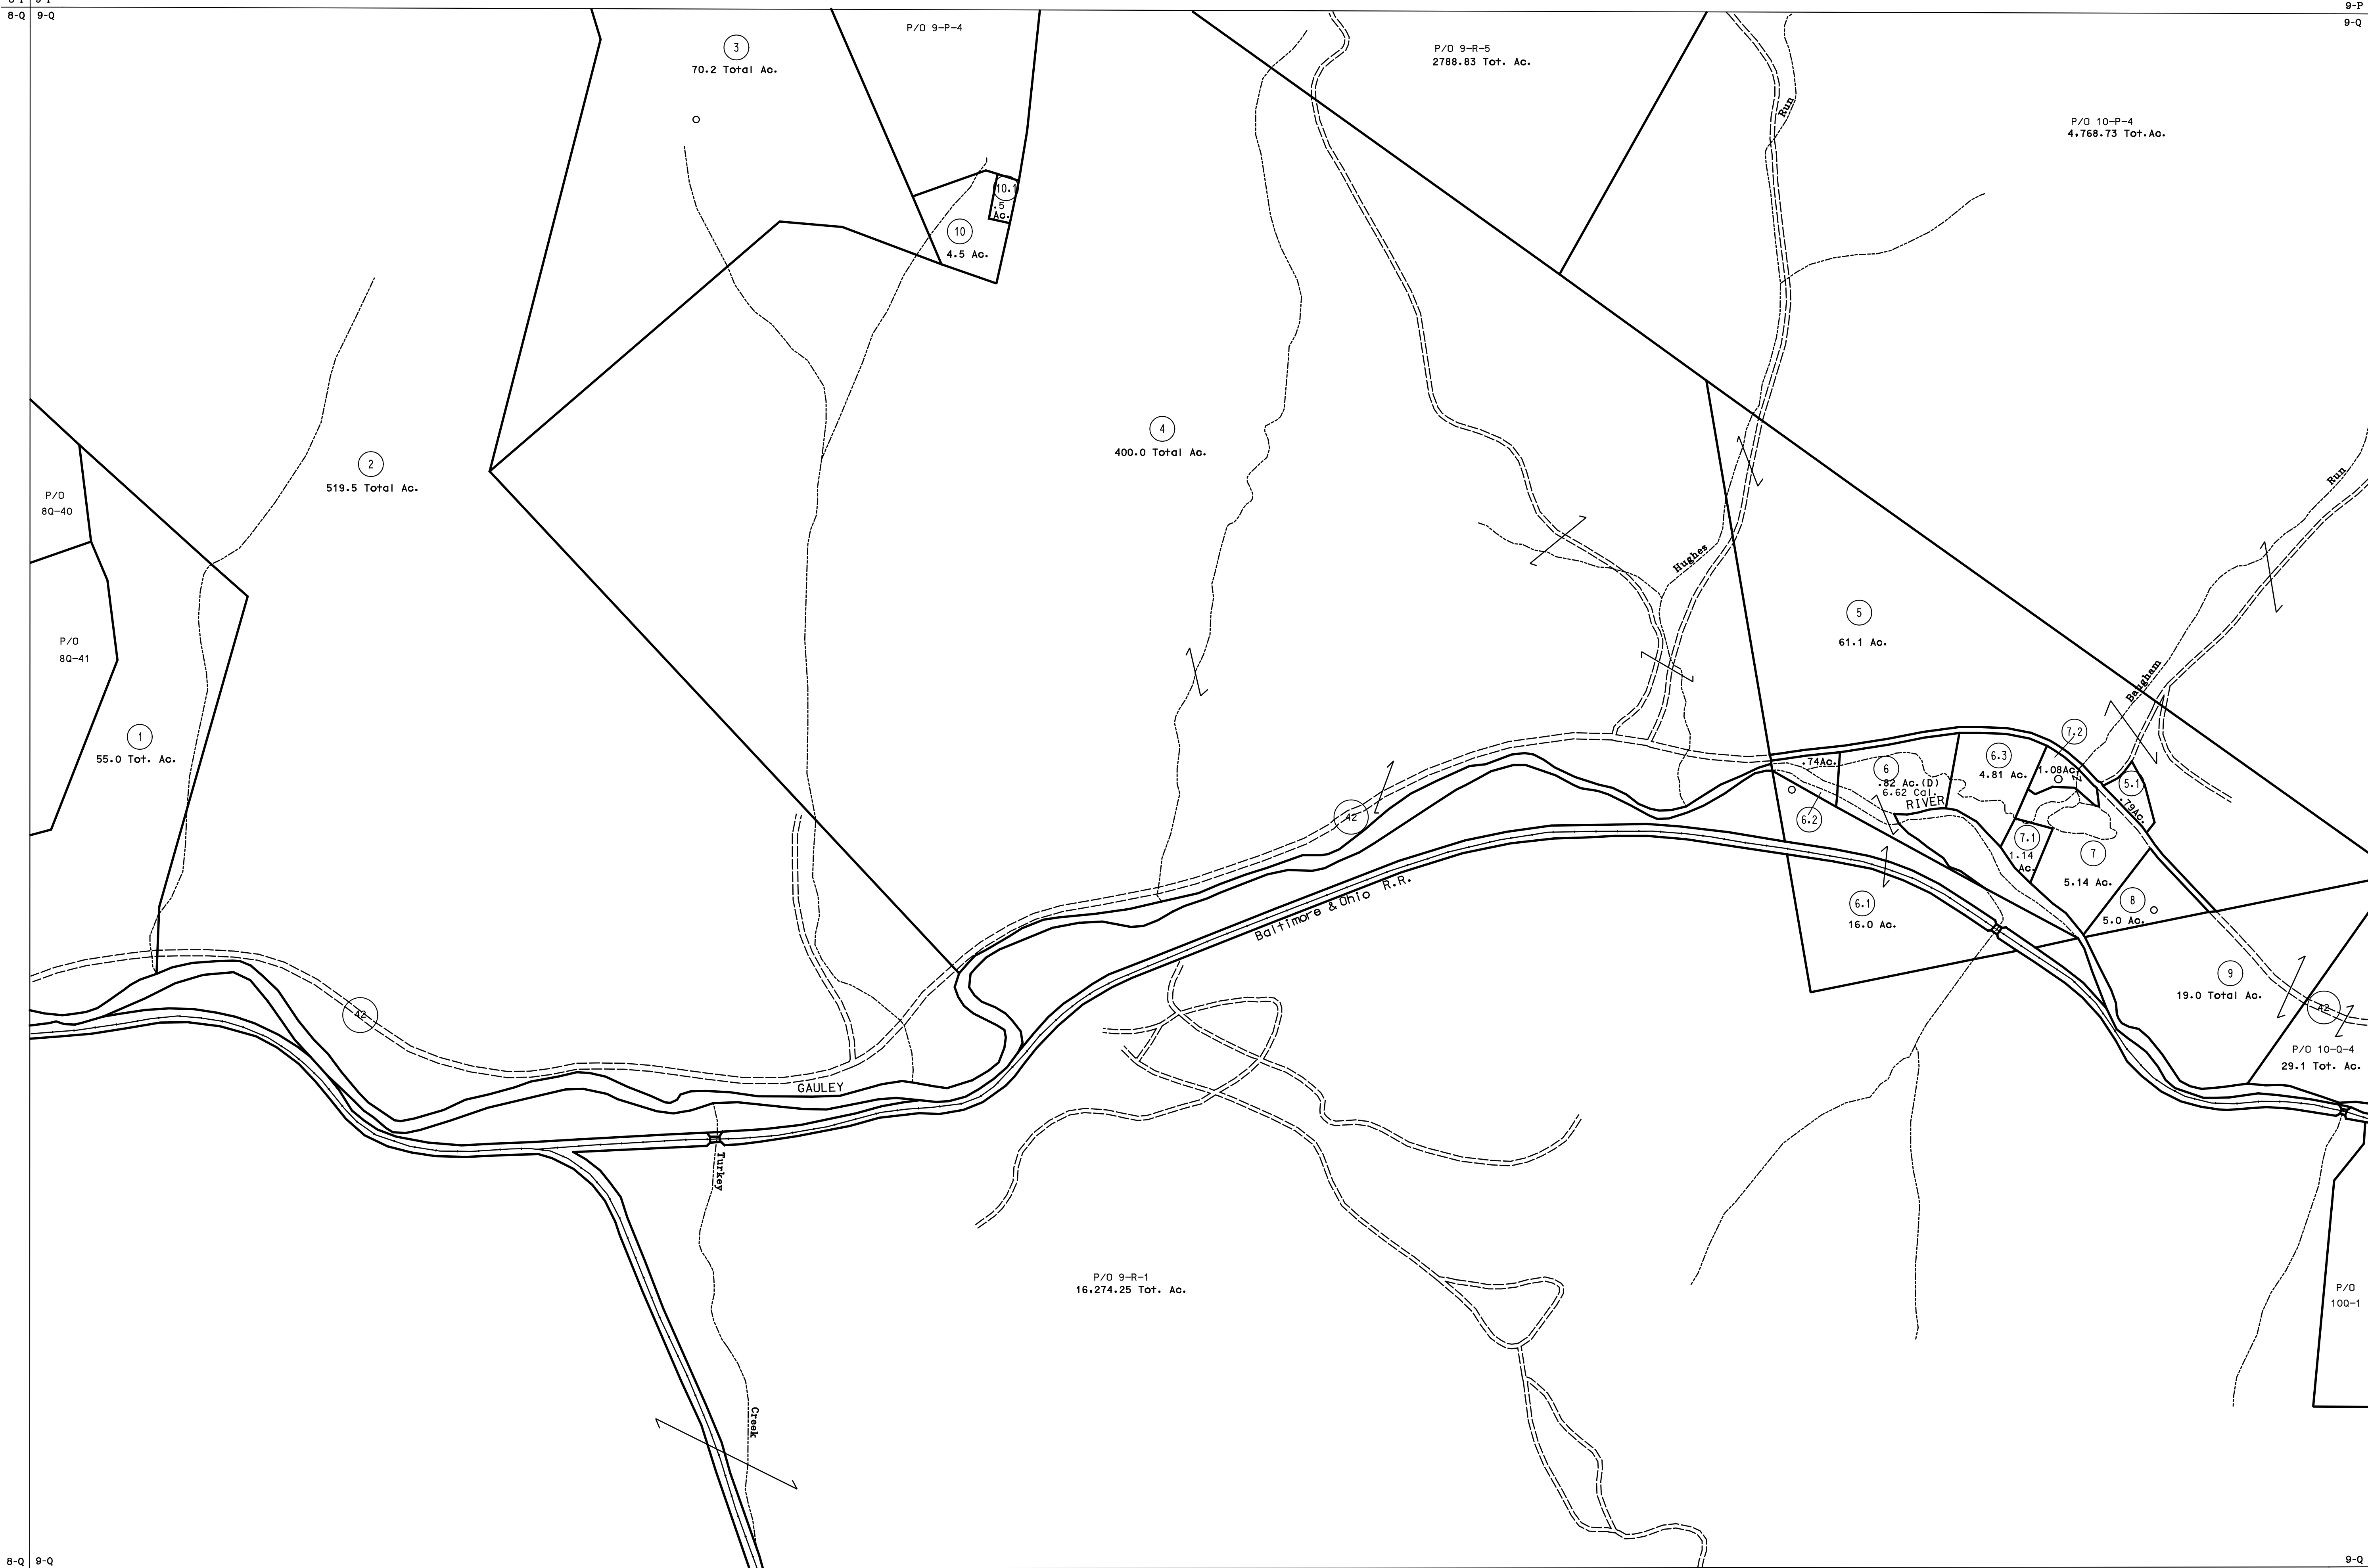 8-Q 9-Q
9-P
9-Q
3
70.2 Total Ac.
P/O 9-P-4
P/O 9-R-5
2788.83 Tot. Ac.
Run
P/O 10-P-4
4,768.73 Tot.Ac.
10.1
.5
Ac.
10
4.5 Ac.
4
400.0 Total Ac.
2
519.5 Total Ac.
P/O
8Q-40
P/O
8Q-41
1
55.0 Tot. Ac.
Hughes
Run
Baugham
5
61.1 Ac.
7.2
1.08Ac.
5.1
.79Ac.
6.3
4.81 Ac.
6
.82 Ac.(D)
6.62 Cal.
RIVER
.74Ac.
6.2
7.1
1.14
Ac.
7
5.14 Ac.
8
5.0 Ac.
6.1
16.0 Ac.
9
19.0 Total Ac.
42
42
42
P/O 10-Q-4
29.1 Tot. Ac.
Baltimore & Ohio R.R.
GAULEY
Turkey
Creek
P/O 9-R-1
16,274.25 Tot. Ac.
P/O
10Q-1
8-Q 9-Q
9-Q